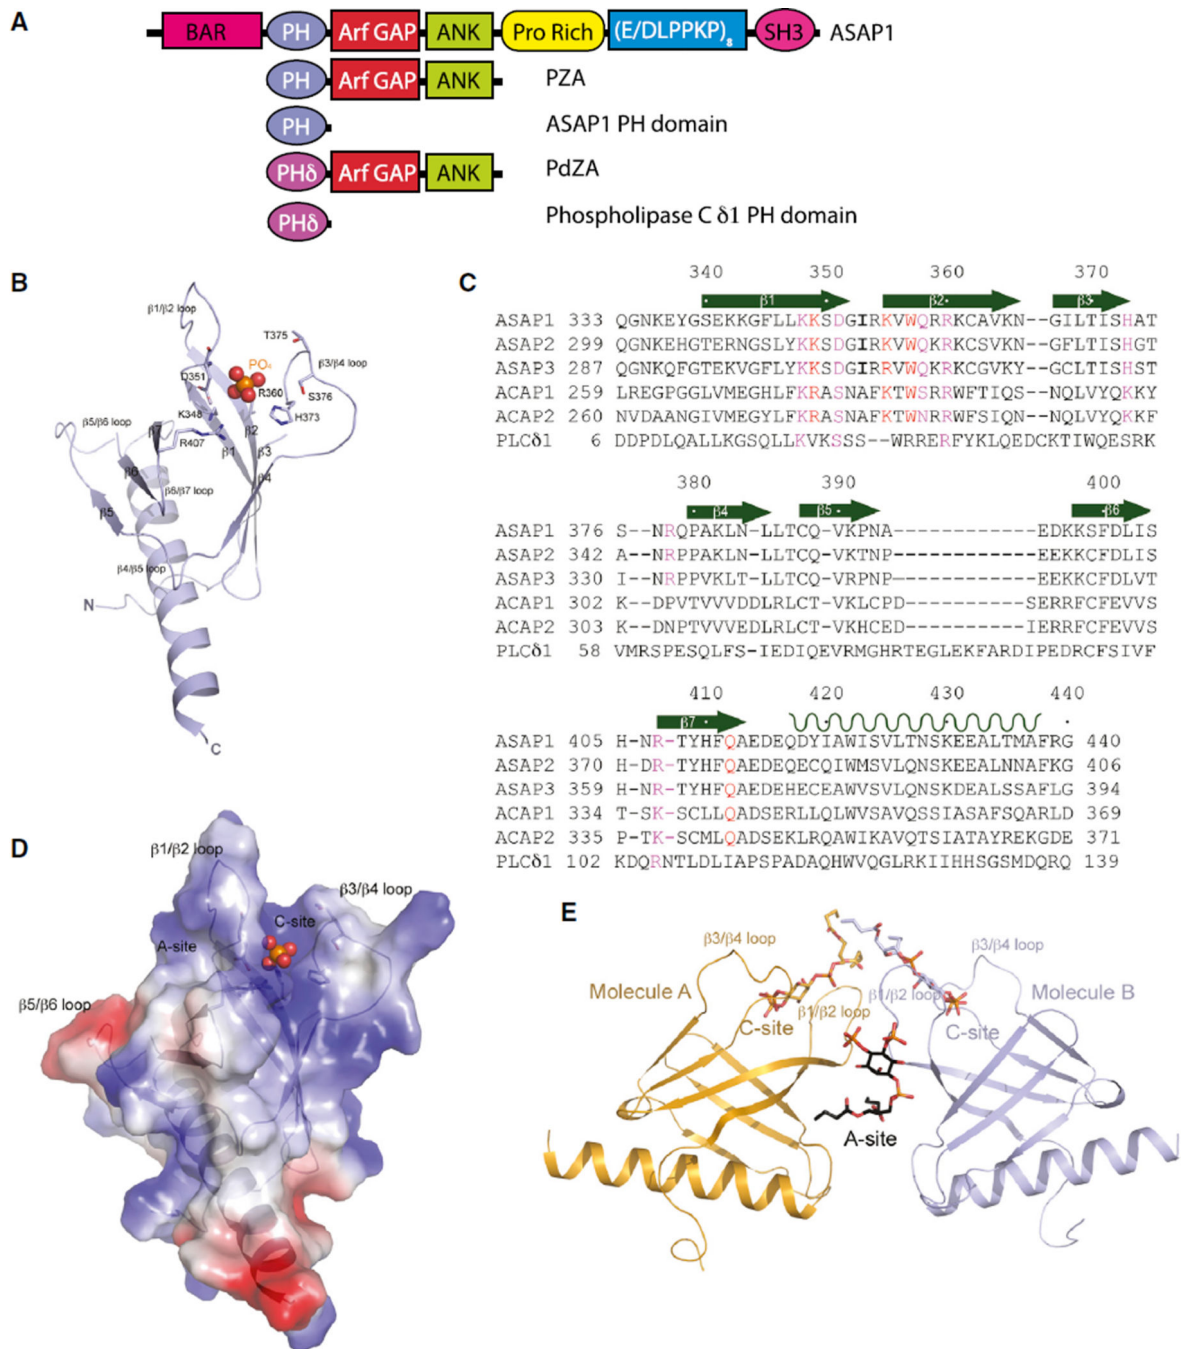 A
BAR PH Arf GAP ANK Pro Rich (E/DLPPKP)8 SH3 ASAP1
PH Arf GAP ANK PZA
PH ASAP1 PH domain
PHδ Arf GAP ANK PdZA
PHδ Phospholipase C δ1 PH domain
B
β1/β2 loop
T375
PO4
β3/β4 loop
D351
R360
S376
K348
H373
β5/β6 loop
β7
R407
β2
β1
β3
β6
β4
β6/β7 loop
β5
β4/β5 loop
N
C
C
340 350 360 370
β1 β2 β3
ASAP1 333 QGNKEYGSEKKGFLLKKSDGIRKVWQRRKCAVKN--GILTISHAT
ASAP2 299 QGNKEHGTERNGSLLKKSDGIRKVWQKRKCSVKN--GFLTISHGT
ASAP3 287 QGNKQFGTEKVGFLLKKSDGIRRVWQKRKCGVKY--GCLTISHST
ACAP1 259 LREGPGGLVMEGHLFKRASNAFKTWSRRWFTIQS--NQLVYQKKY
ACAP2 260 NVDAANGIVMEGYLFKRASNAFKTWNRRWFSIQN--NQLVYQKKF
PLCδ1 6 DDPDLQALLKGSQLLKVKSSS--WRRERFYKLQEDCKTIWQESRK
380 390 400
β4 β5 β6
ASAP1 376 S--NRQPAKLN-LLTCQ-VKPNA------------EDKKSFDLIS
ASAP2 342 A--NRPPAKLN-LLTCQ-VKTNP------------EEKKCFDLIS
ASAP3 330 I--NRPPVKLT-LLTCQ-VRPNP------------EEKKCFDLVT
ACAP1 302 K--DPVTVVVDDLRLCT-VKLCPD-----------SERRFCFEVVS
ACAP2 303 K--DNPTVVVEDLRLCT-VKHCED-----------IERRFCFEVVS
PLCδ1 58 VMRSPESQLFS-IEDIQEVRMGHRTEGLEKFARDIPEDRCFSIVF
410 420 430 440
β7
ASAP1 405 H-NR-TYHFQAEDEQDYIAWISVLTNSKEEALTMAFRG 440
ASAP2 370 H-DR-TYHFQAEDEQECQIWMSVLQNSKEEALNNAFKG 406
ASAP3 359 H-NR-TYHFQAEDEHECEAWVSVLQNSKDEALSSAFLG 394
ACAP1 334 T-SK-SCLLQADSERLLQLWVSAVQSSIASAFSQARLD 369
ACAP2 335 P-TK-SCMLQADSEKLRQAWIKAVQTSIATAYREKGDE 371
PLCδ1 102 KDQRNTLDLIAPSPADAQHWVQGLRKIIHHSGSMDQRQ 139
D
β1/β2 loop
β3/β4 loop
C-site
A-site
β5/β6 loop
E
β3/β4 loop
β3/β4 loop
Molecule A
β1/β2 loop
Molecule B
C-site
β1/β2 loop
C-site
A-site